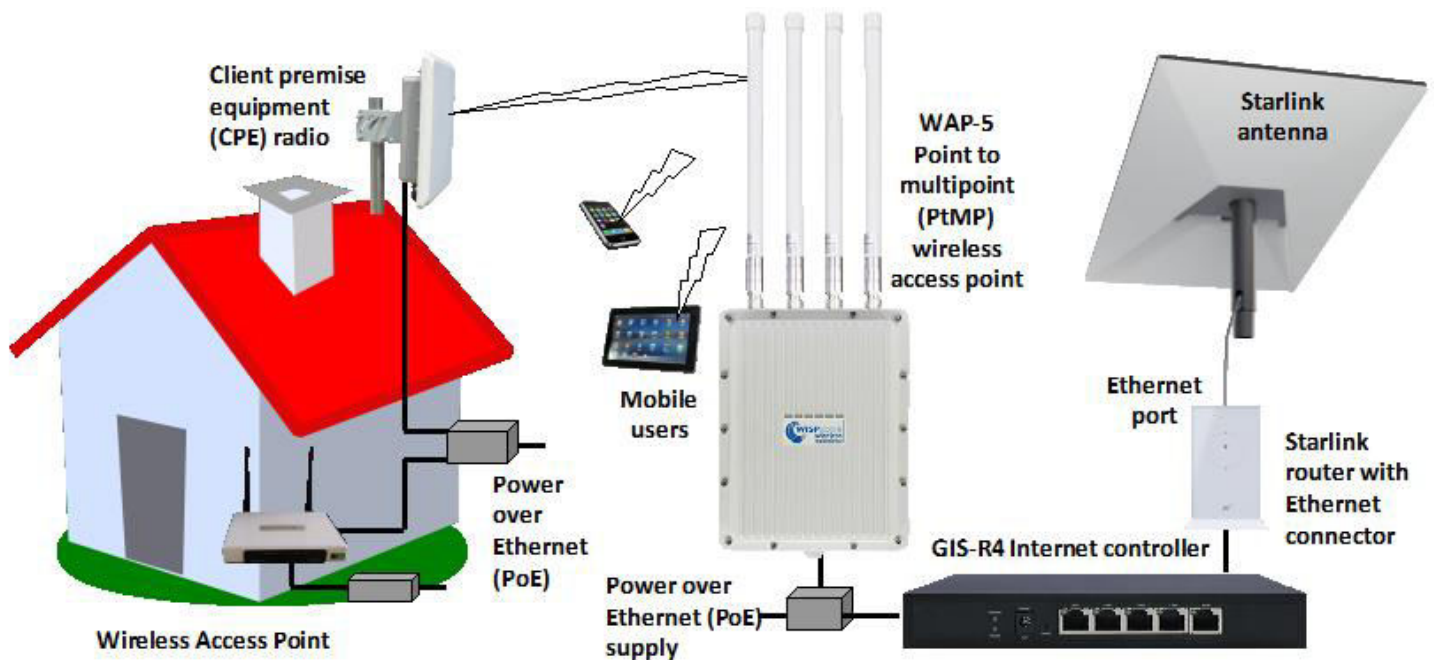 Client premise
equipment
(CPE) radio
WAP-5
Point to
multipoint
(PtMP)
wireless
access point
Starlink
antenna
Mobile
users
Ethernet
port
Starlink
router with
Ethernet
connector
Power
over
Ethernet
(PoE)
GIS-R4 Internet controller
Power over
Ethernet (PoE)
supply
Wireless Access Point
WISP
wireless